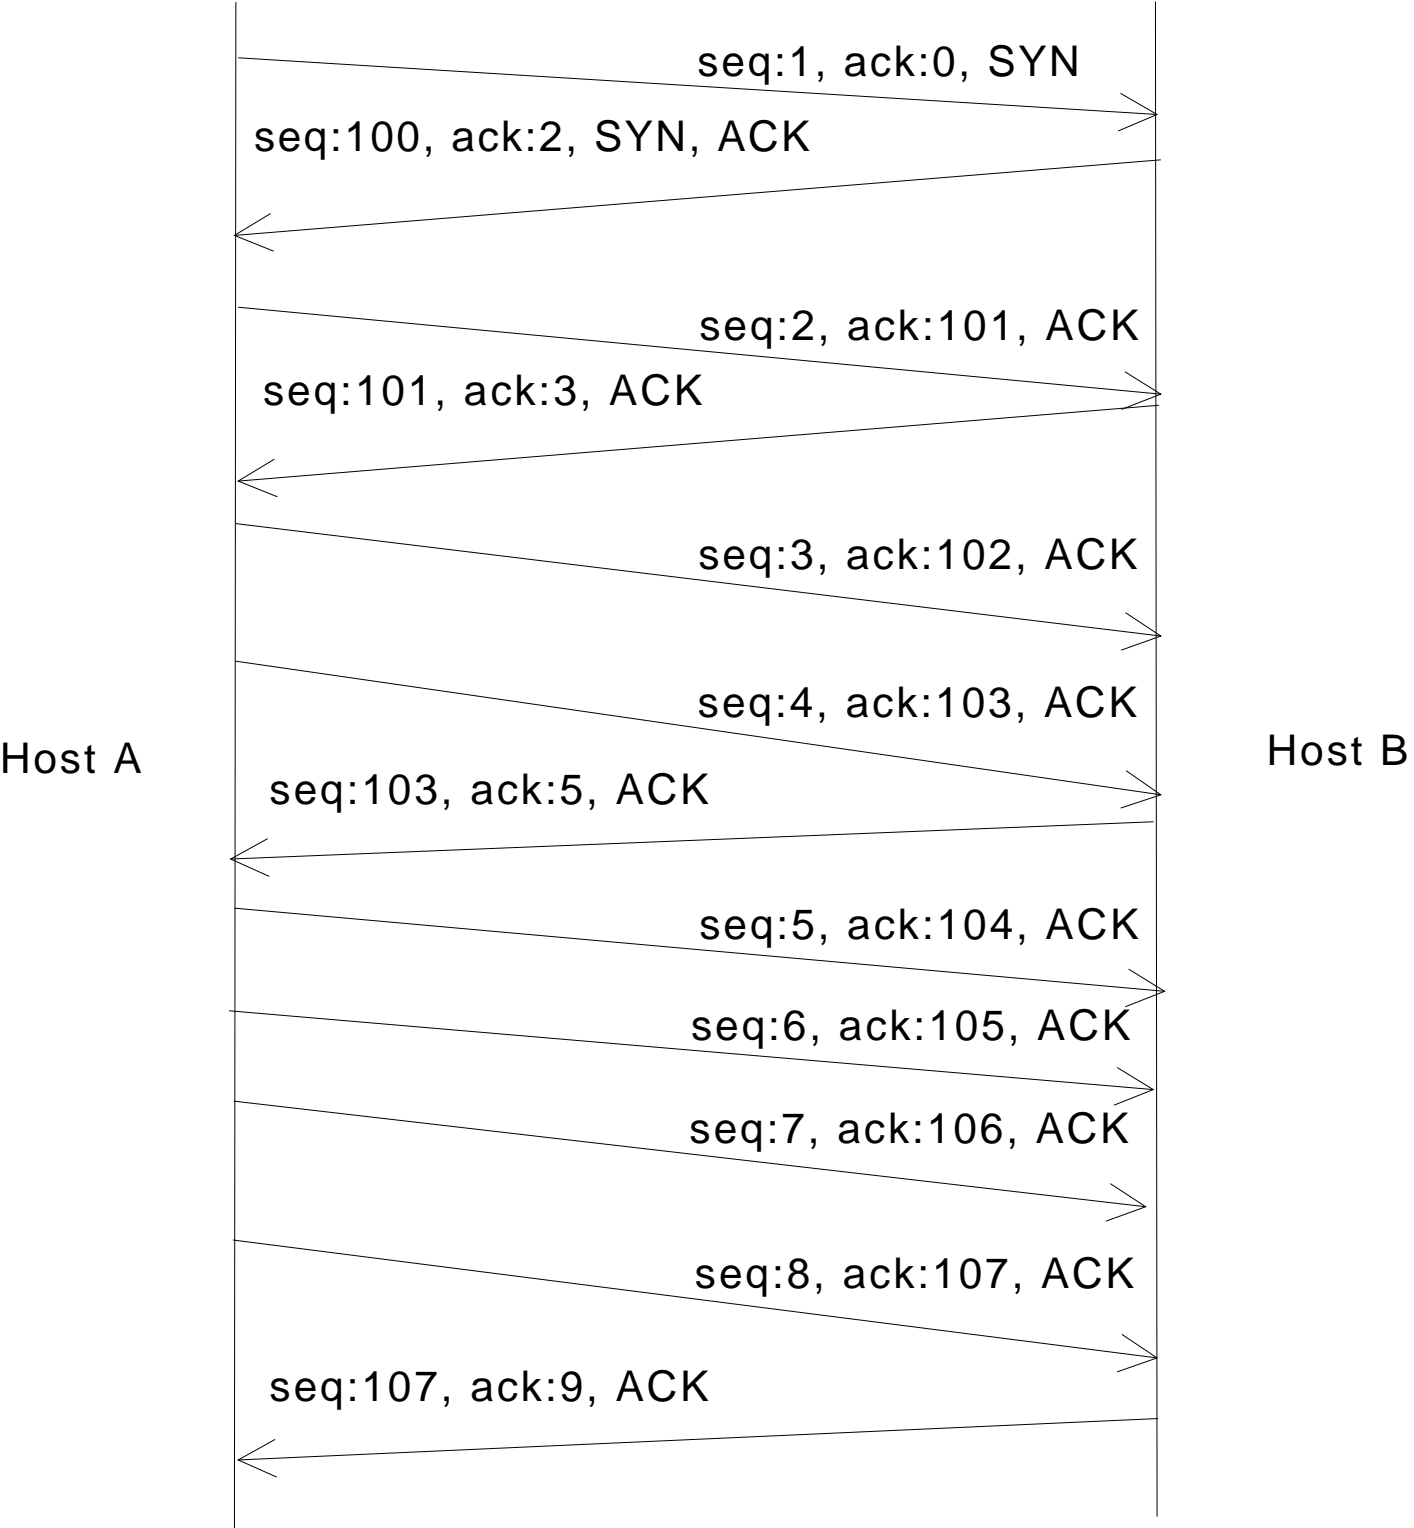 seq:1, ack:0, SYN
seq:100, ack:2, SYN, ACK
seq:2, ack:101, ACK
seq:101, ack:3, ACK
seq:3, ack:102, ACK
seq:4, ack:103, ACK
Host A
Host B
seq:103, ack:5, ACK
seq:5, ack:104, ACK
seq:6, ack:105, ACK
seq:7, ack:106, ACK
seq:8, ack:107, ACK
seq:107, ack:9, ACK